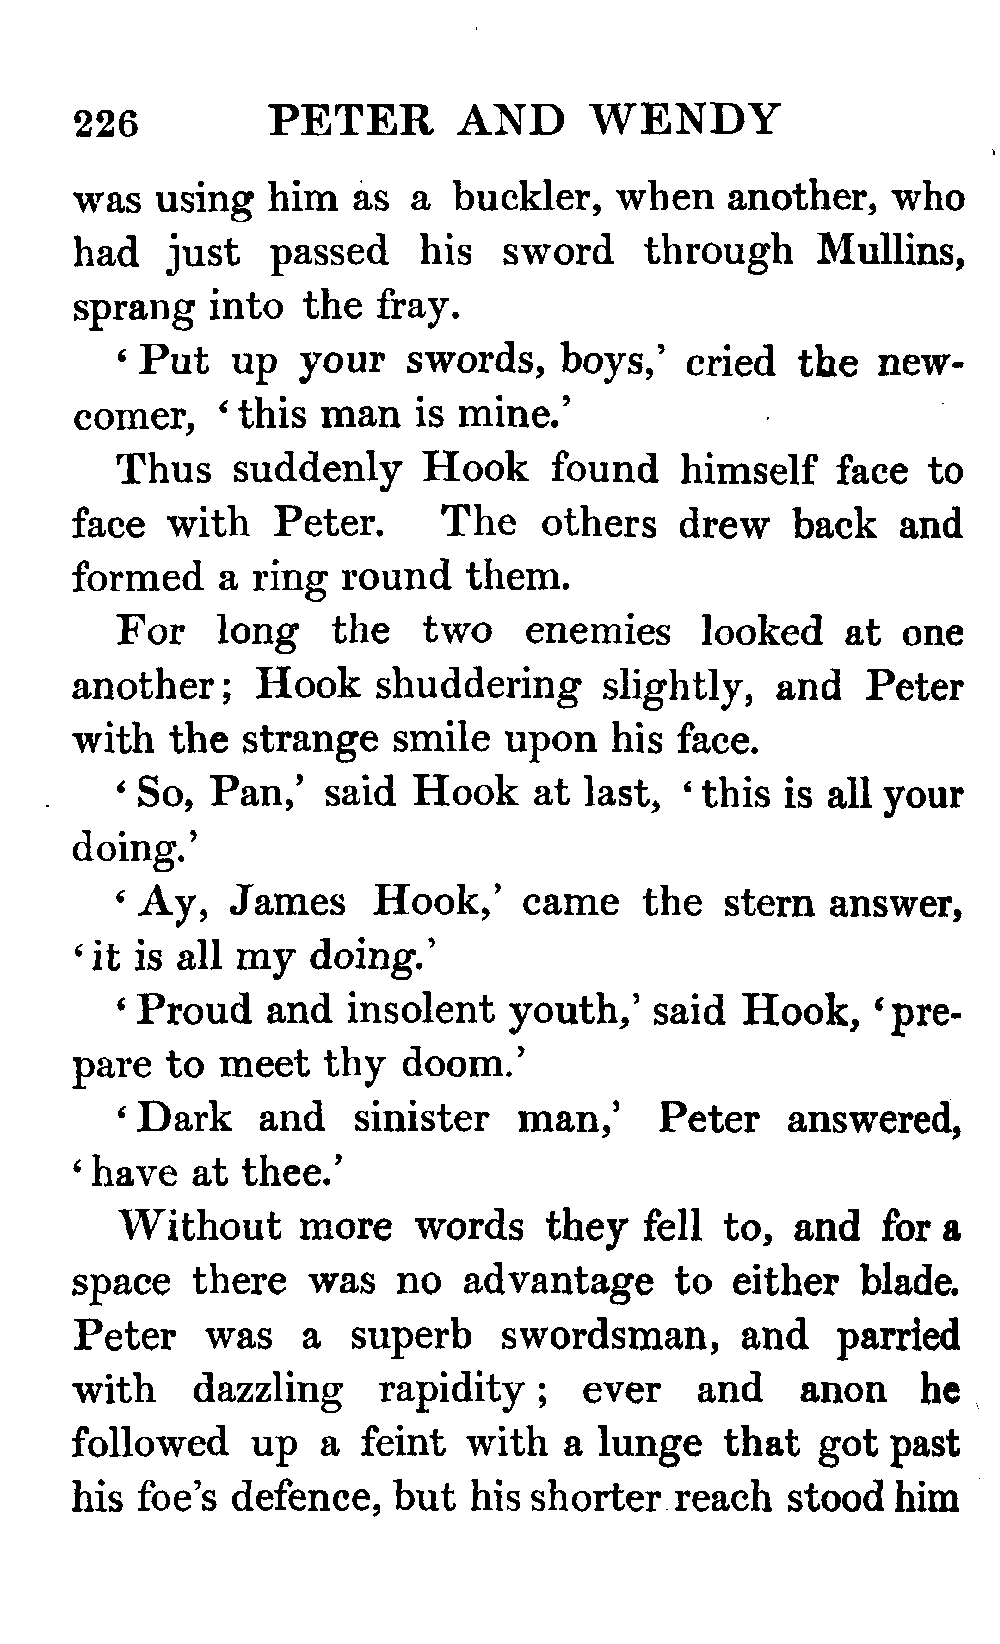 226 PETER AND WENDY
was using him as a buckler, when another, who
had just passed his sword through Mullins,
sprang into the fray.
‘Put up your swords, boys,’ cried the new-
comer, ‘this man is mine.’
Thus suddenly Hook found himself face to
face with Peter. The others drew back and
formed a ring round them.
For long the two enemies looked at one
another; Hook shuddering slightly, and Peter
with the strange smile upon his face.
‘So, Pan,’ said Hook at last, ‘this is all your
doing.’
‘Ay, James Hook,’ came the stern answer,
‘it is all my doing.’
‘Proud and insolent youth,’ said Hook, ‘pre-
pare to meet thy doom.’
‘Dark and sinister man,’ Peter answered,
‘have at thee.’
Without more words they fell to, and for a
space there was no advantage to either blade.
Peter was a superb swordsman, and parried
with dazzling rapidity; ever and anon he
followed up a feint with a lunge that got past
his foe's defence, but his shorter reach stood him